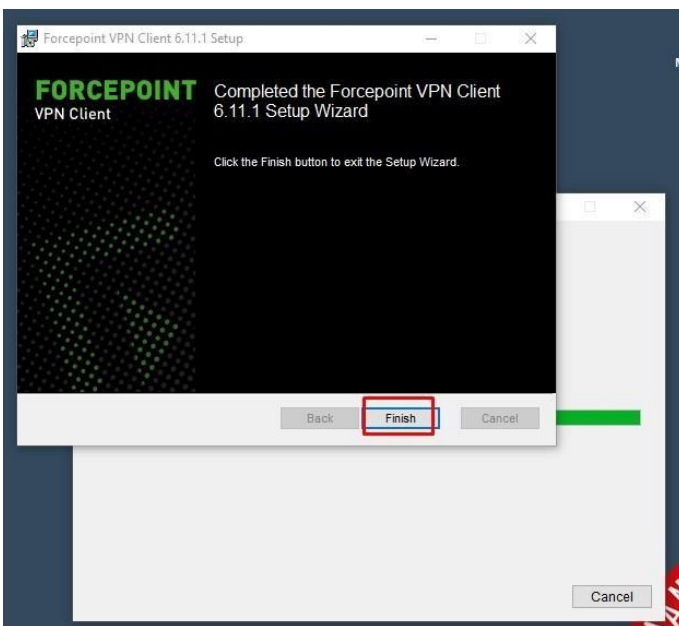 Forcepoint VPN Client 6.11.1 Setup
FORCEPOINT
VPN Client
Completed the Forcepoint VPN Client
6.11.1 Setup Wizard
Click the Finish button to exit the Setup Wizard.
Back
Finish
Cancel
Cancel